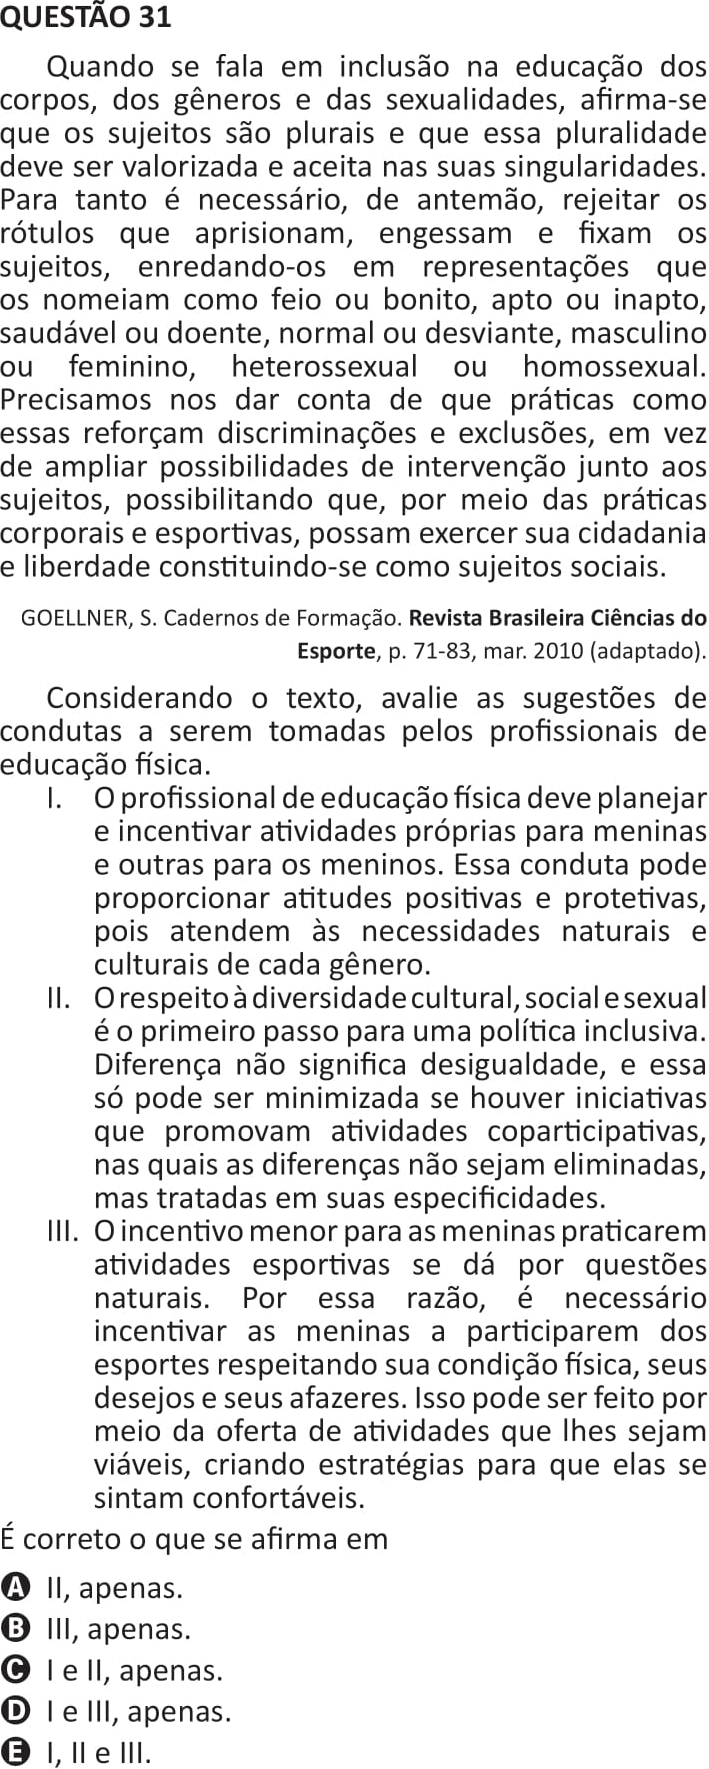 QUESTÃO 31
Quando se fala em inclusão na educação dos
corpos, dos gêneros e das sexualidades, afirma-se
que os sujeitos são plurais e que essa pluralidade
deve ser valorizada e aceita nas suas singularidades.
Para tanto é necessário, de antemão, rejeitar os
rótulos que aprisionam, engessam e fixam os
sujeitos, enredando-os em representações que
os nomeiam como feio ou bonito, apto ou inapto,
saudável ou doente, normal ou desviante, masculino
ou feminino, heterossexual ou homossexual.
Precisamos nos dar conta de que práticas como
essas reforçam discriminações e exclusões, em vez
de ampliar possibilidades de intervenção junto aos
sujeitos, possibilitando que, por meio das práticas
corporais e esportivas, possam exercer sua cidadania
e liberdade constituindo-se como sujeitos sociais.
GOELLNER, S. Cadernos de Formação. Revista Brasileira Ciências do
Esporte, p. 71-83, mar. 2010 (adaptado).
Considerando o texto, avalie as sugestões de
condutas a serem tomadas pelos profissionais de
educação física.
I. O profissional de educação física deve planejar
e incentivar atividades próprias para meninas
e outras para os meninos. Essa conduta pode
proporcionar atitudes positivas e protetivas,
pois atendem às necessidades naturais e
culturais de cada gênero.
II. O respeito à diversidade cultural, social e sexual
é o primeiro passo para uma política inclusiva.
Diferença não significa desigualdade, e essa
só pode ser minimizada se houver iniciativas
que promovam atividades coparticipativas,
nas quais as diferenças não sejam eliminadas,
mas tratadas em suas especificidades.
III. O incentivo menor para as meninas praticarem
atividades esportivas se dá por questões
naturais. Por essa razão, é necessário
incentivar as meninas a participarem dos
esportes respeitando sua condição física, seus
desejos e seus afazeres. Isso pode ser feito por
meio da oferta de atividades que lhes sejam
viáveis, criando estratégias para que elas se
sintam confortáveis.
É correto o que se afirma em
A II, apenas.
B III, apenas.
C I e II, apenas.
D I e III, apenas.
E I, II e III.